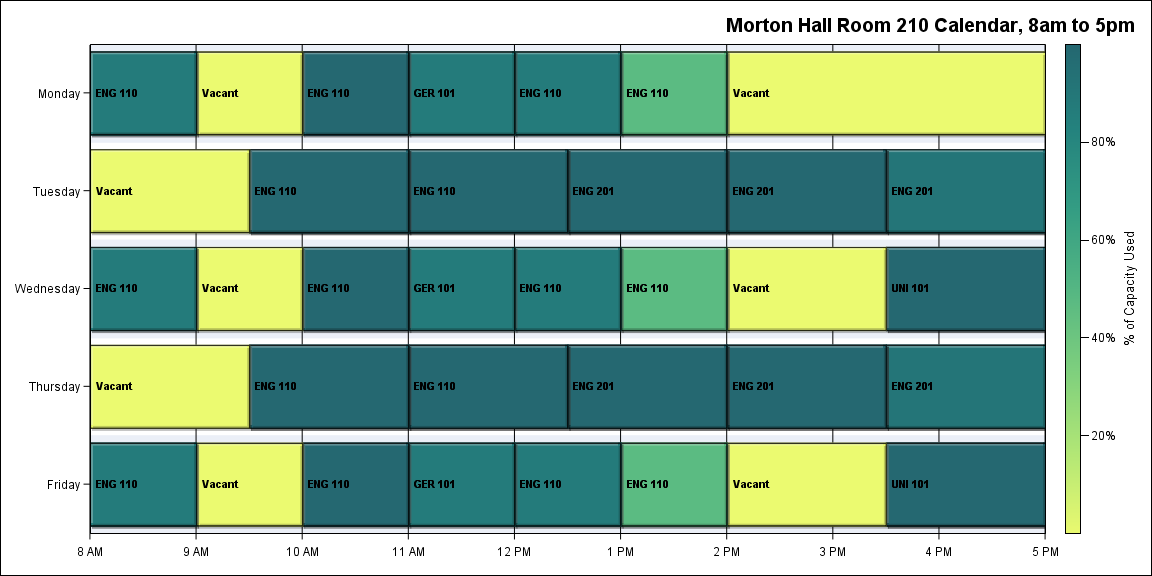 Morton Hall Room 210 Calendar, 8am to 5pm
Monday
ENG 110
Vacant
ENG 110
GER 101
ENG 110
ENG 110
Vacant
Tuesday
Vacant
ENG 110
ENG 110
ENG 201
ENG 201
ENG 201
Wednesday
ENG 110
Vacant
ENG 110
GER 101
ENG 110
ENG 110
Vacant
UNI 101
Thursday
Vacant
ENG 110
ENG 110
ENG 201
ENG 201
ENG 201
Friday
ENG 110
Vacant
ENG 110
GER 101
ENG 110
ENG 110
Vacant
UNI 101
8 AM
9 AM
10 AM
11 AM
12 PM
1 PM
2 PM
3 PM
4 PM
5 PM
80%
60%
40%
20%
% of Capacity Used